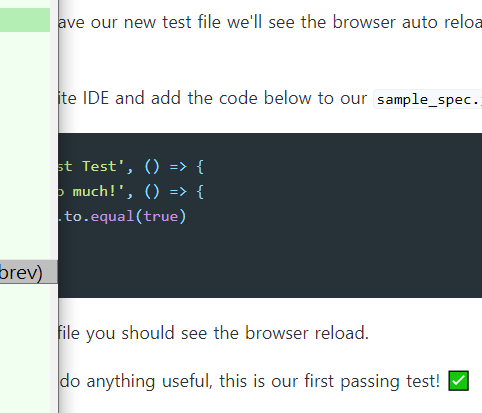 ave our new test file we'll see the browser auto reloa
ite IDE and add the code below to our sample_spec.
st Test', () => {
o much!', () => {
.to.equal(true)
brev)
file you should see the browser reload.
do anything useful, this is our first passing test! ✅